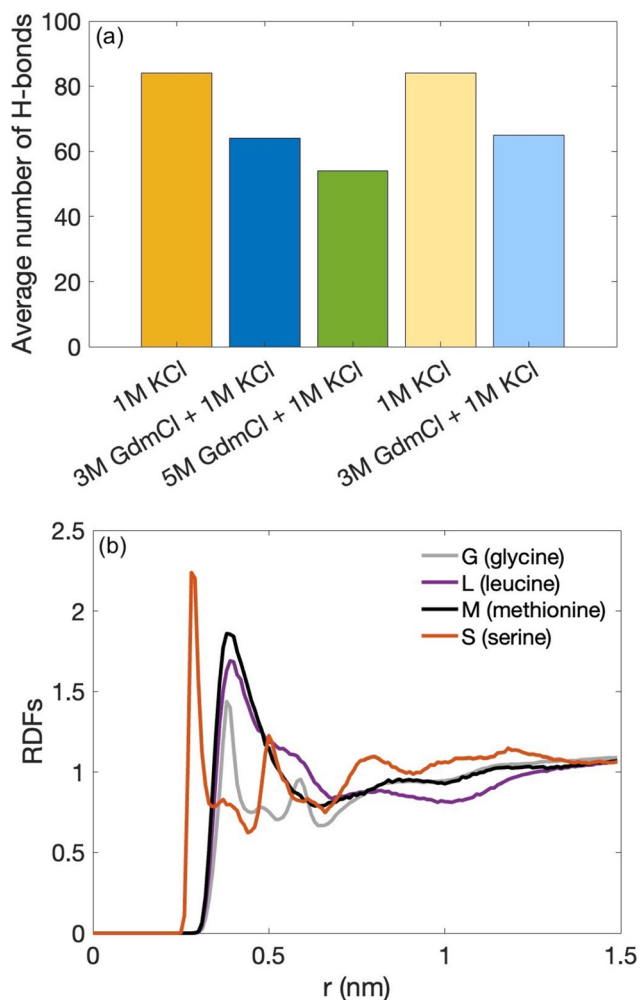 (a)
Average number of H-bonds
100
80
60
40
20
0
1M KCl
3M GdmCl + 1M KCl
5M GdmCl + 1M KCl
1M KCl
3M GdmCl + 1M KCl
(b)
RDFs
2.5
2
1.5
1
0.5
0
G (glycine)
L (leucine)
M (methionine)
S (serine)
0 0.5 1 1.5
r (nm)